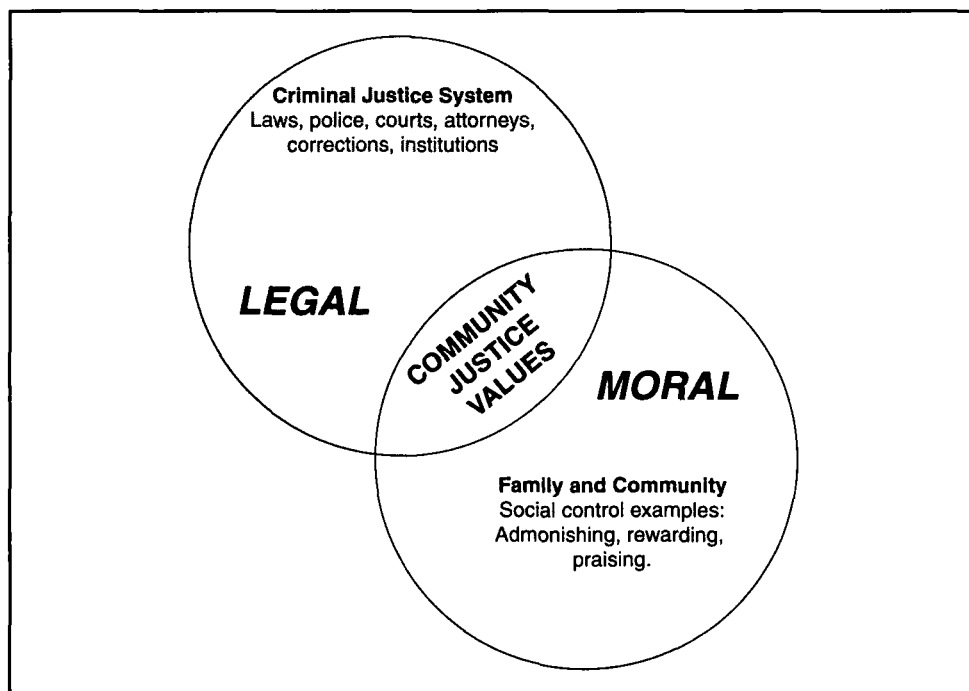 Criminal Justice System
Laws, police, courts, attorneys,
corrections, institutions
LEGAL
COMMUNITY
JUSTICE
VALUES
MORAL
Family and Community
Social control examples:
Admonishing, rewarding,
praising.